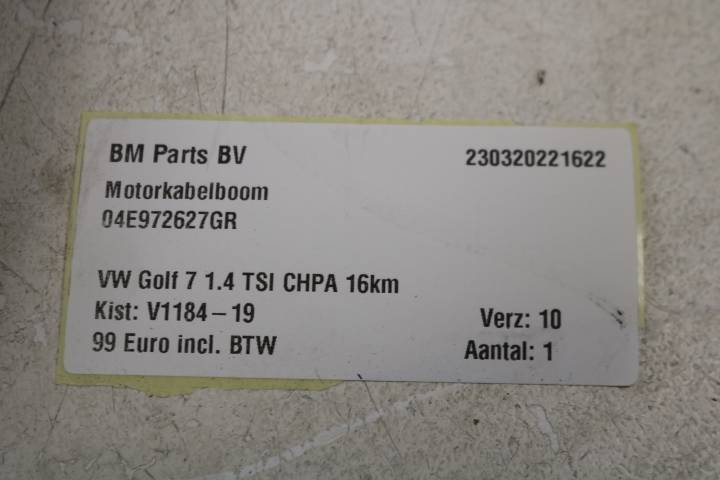 BM Parts BV 230320221622
Motorkabelboom
04E972627GR
VW Golf 7 1.4 TSI CHPA 16km
Kist: V1184-19 Verz: 10
99 Euro incl. BTW Aantal: 1